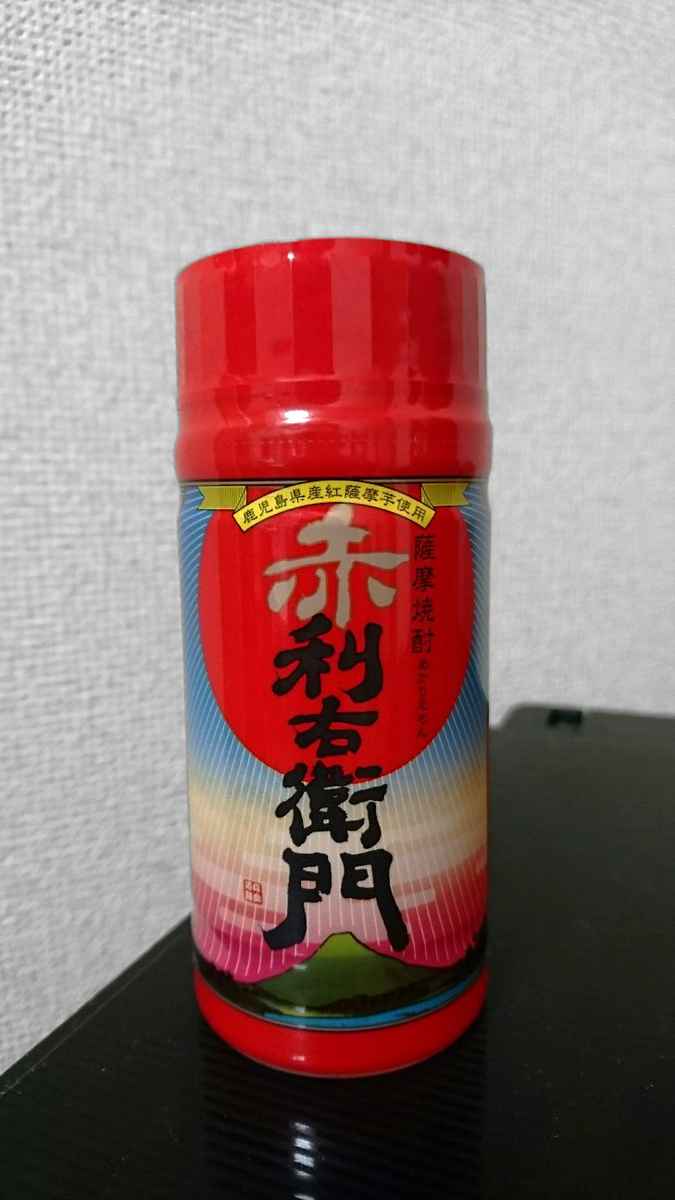 鹿児島県産紅薩摩芋使用
赤利右衛門
薩摩焼酎
あかりえもん